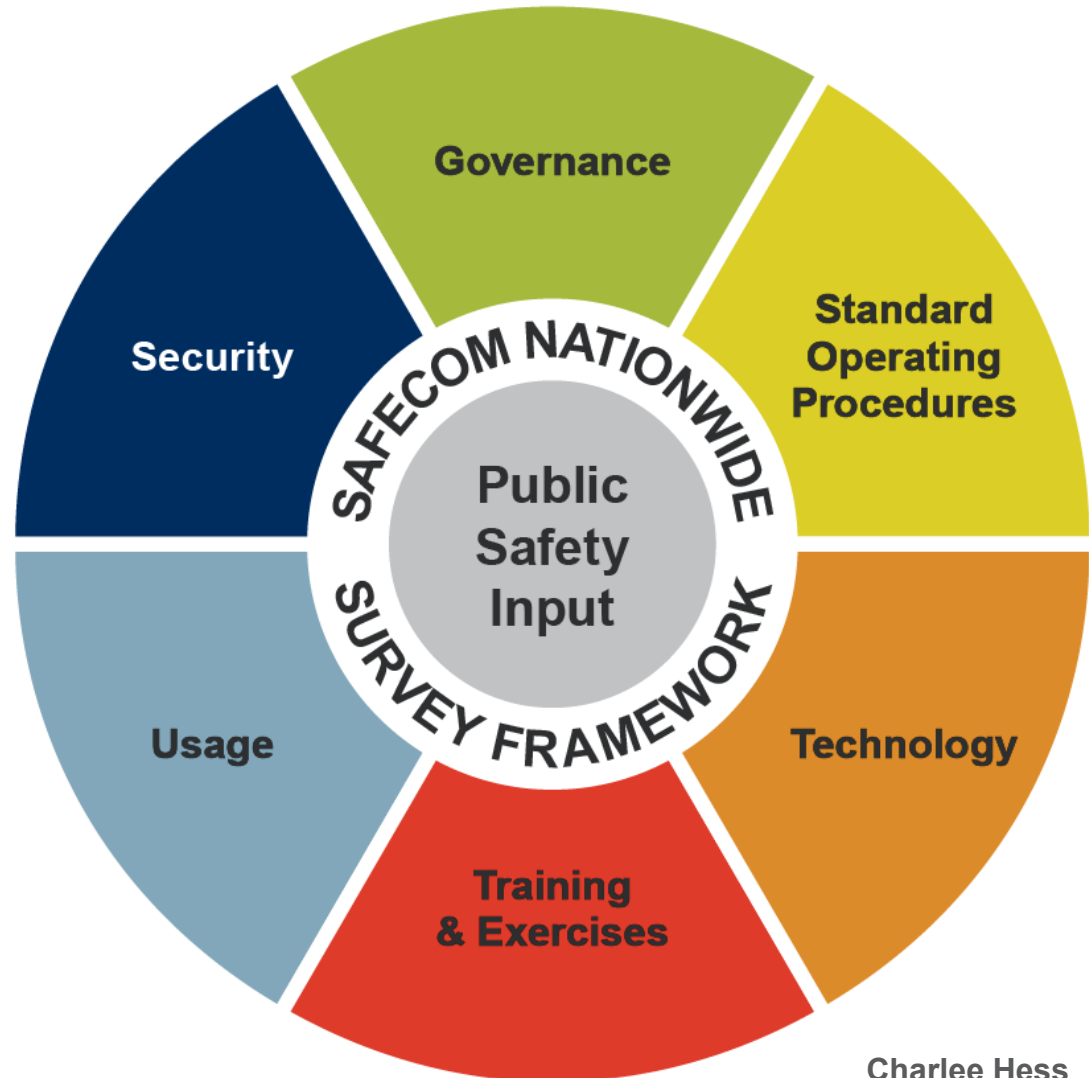 Governance
Standard
Operating
Procedures
Security
SAFECOM NATIONWIDE
Public
Safety
Input
SURVEY FRAMEWORK
Usage
Technology
Training
& Exercises
Charlee Hess